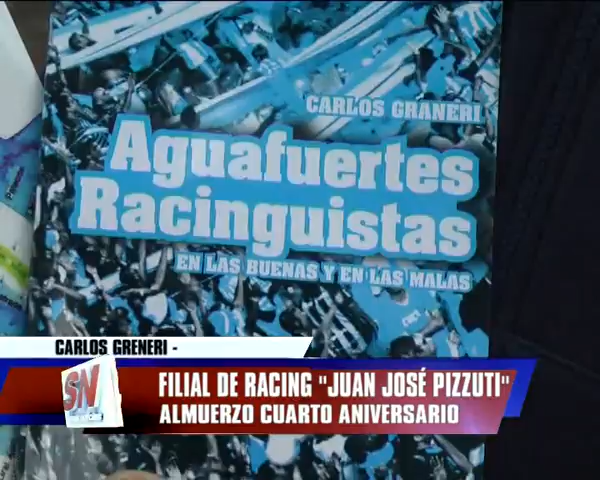 CARLOS GRANERI
Aguafuertes
Racinguistas
EN LAS BUENAS Y EN LAS MALAS
CARLOS GRENERI -
SN
FILIAL DE RACING "JUAN JOSÉ PIZZUTI"
ALMUERZO CUARTO ANIVERSARIO